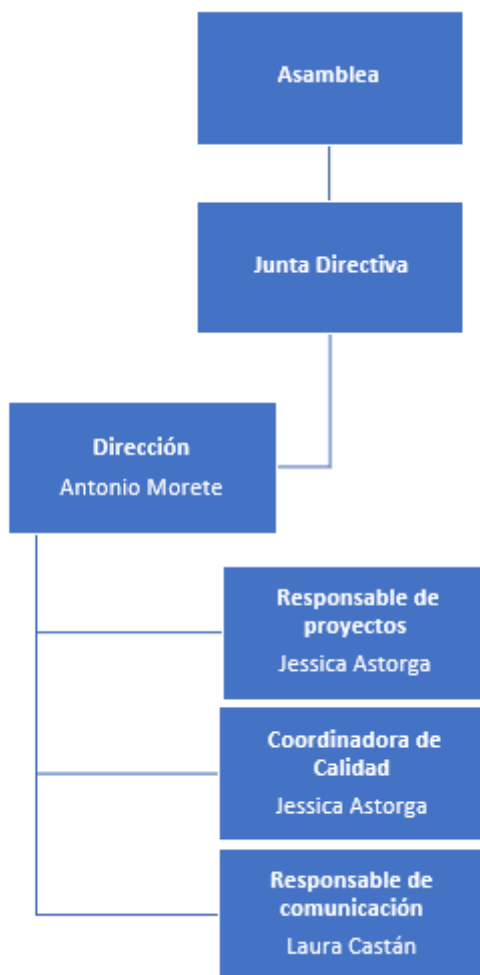 Asamblea
Junta Directiva
Dirección
Antonio Morete
Responsable de
proyectos
Jessica Astorga
Coordinadora de
Calidad
Jessica Astorga
Responsable de
comunicación
Laura Castán